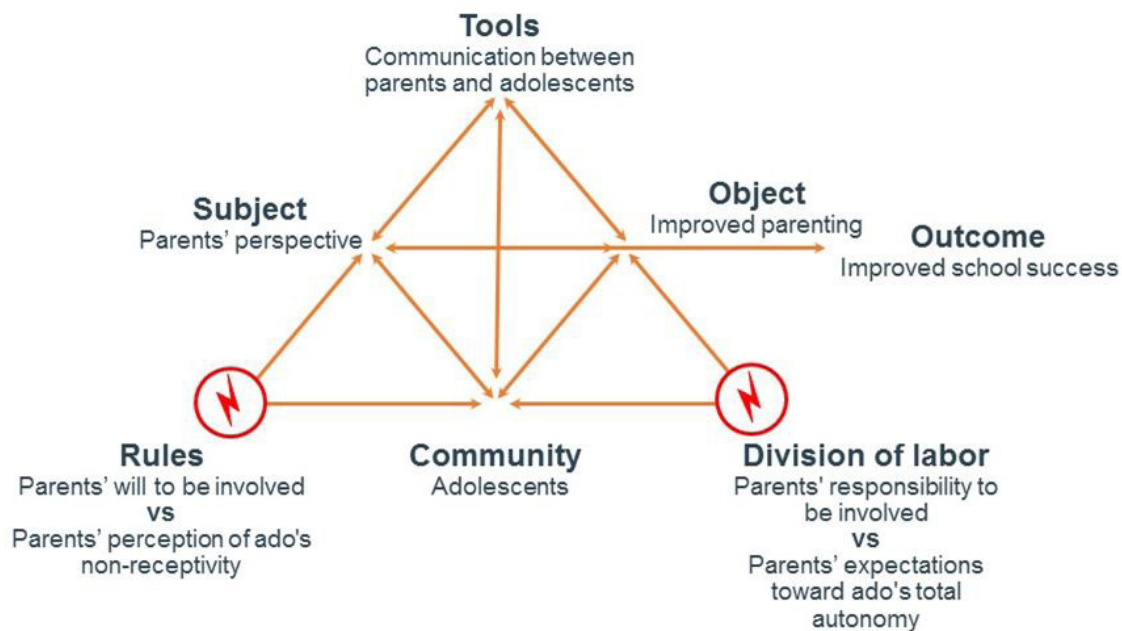 Tools
Communication between
parents and adolescents
Subject
Parents’ perspective
Object
Improved parenting
Outcome
Improved school success
Rules
Parents’ will to be involved
vs
Parents’ perception of ado's
non-receptivity
Community
Adolescents
Division of labor
Parents' responsibility to
be involved
vs
Parents’ expectations
toward ado's total
autonomy